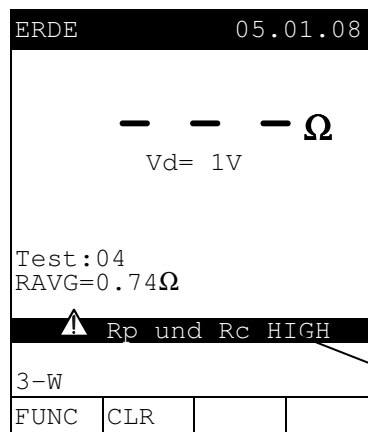 ERDE 05.01.08
– – – Ω
Vd= 1V
Test:04
RAVG=0.74Ω
Rp und Rc HIGH
3-W
FUNC CLR